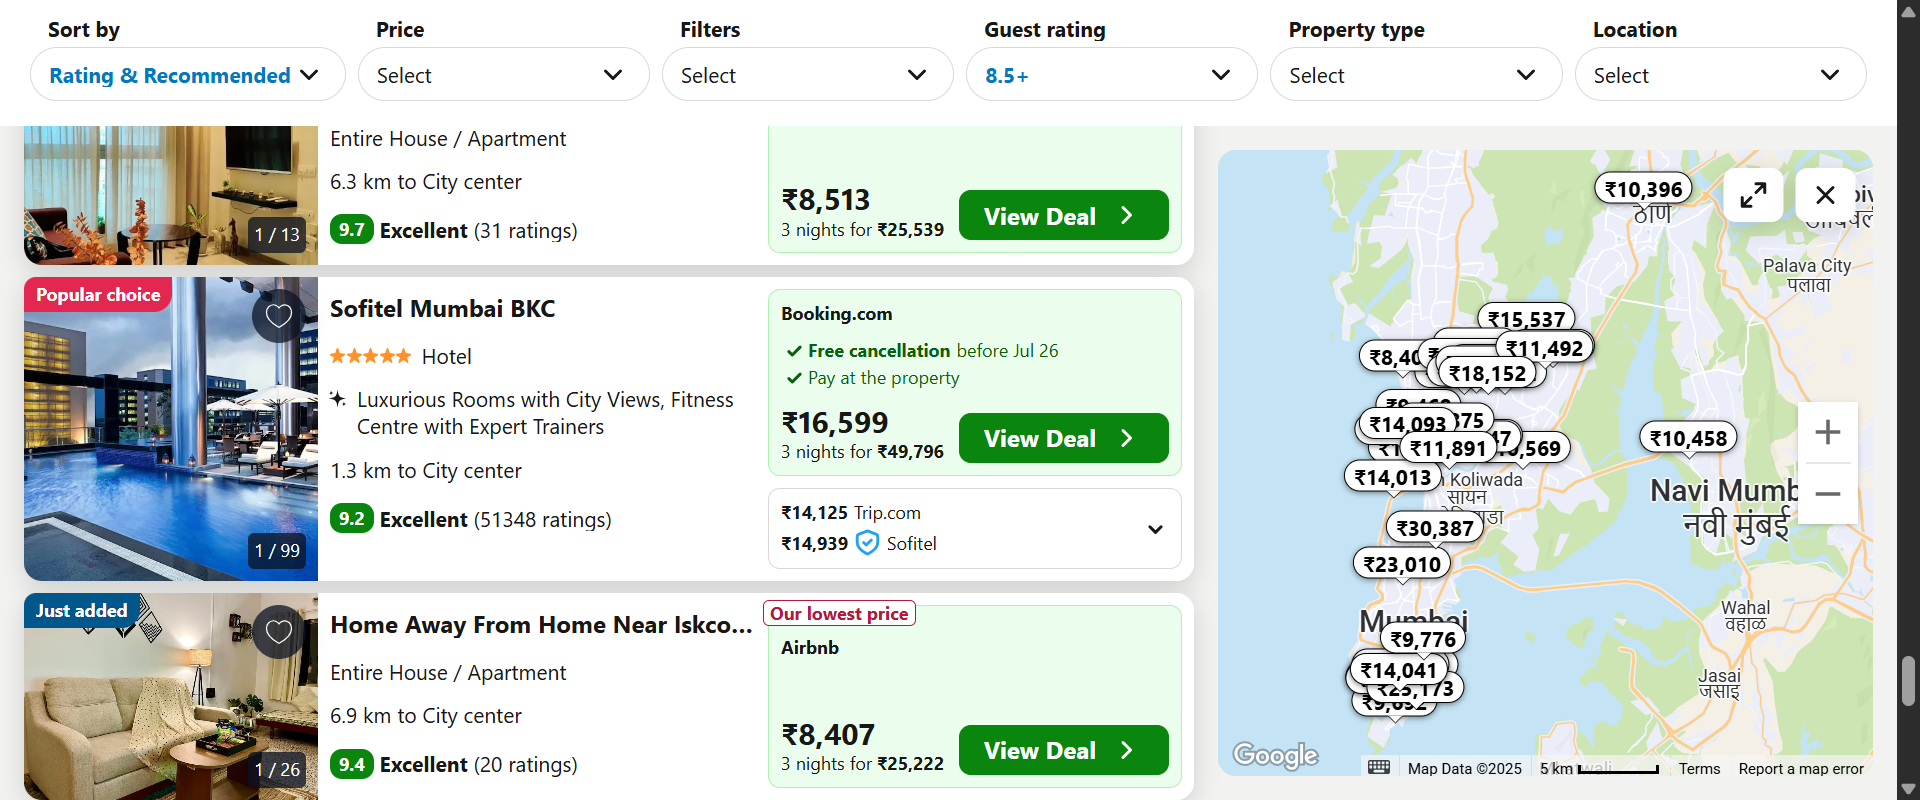 Sort by
Price
Filters
Guest rating
Property type
Location
Rating & Recommended
Select
Select
8.5+
Select
Select
Entire House / Apartment
6.3 km to City center
9.7 Excellent (31 ratings)
1 / 13
₹8,513
3 nights for ₹25,539
View Deal
Popular choice
Sofitel Mumbai BKC
Hotel
Luxurious Rooms with City Views, Fitness
Centre with Expert Trainers
1.3 km to City center
9.2 Excellent (51348 ratings)
1 / 99
Booking.com
Free cancellation before Jul 26
Pay at the property
₹16,599
3 nights for ₹49,796
View Deal
₹14,125 Trip.com
₹14,939 Sofitel
Just added
Home Away From Home Near Iskco...
Entire House / Apartment
6.9 km to City center
9.4 Excellent (20 ratings)
1 / 26
Our lowest price
Airbnb
₹8,407
3 nights for ₹25,222
View Deal
₹10,396
ठाणे
Palava City
पलावा
₹15,537
₹11,492
₹8,40
₹18,152
₹14,093
₹11,891
₹14,013
Koliwada
सायन
₹10,458
Navi Mumb
नवी मुंबई
₹30,387
₹23,010
Mumbai
₹9,776
₹14,041
₹25,173
Wahal
वहाळ
Jasai
जसाइ
Google
Map Data ©2025
5 km
Terms
Report a map error